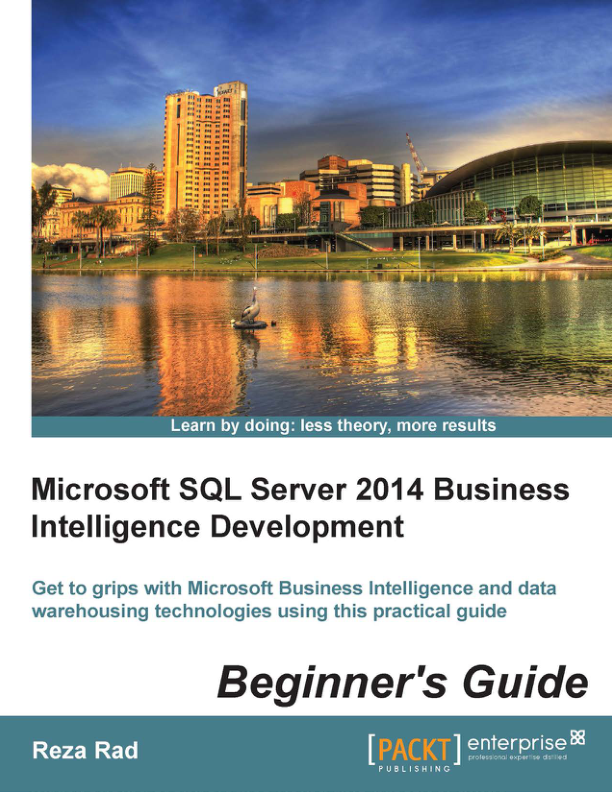 HYATT
Learn by doing: less theory, more results
Microsoft SQL Server 2014 Business
Intelligence Development
Get to grips with Microsoft Business Intelligence and data
warehousing technologies using this practical guide
Beginner's Guide
Reza Rad
[PACKT] enterprise
PUBLISHING
professional expertise distilled